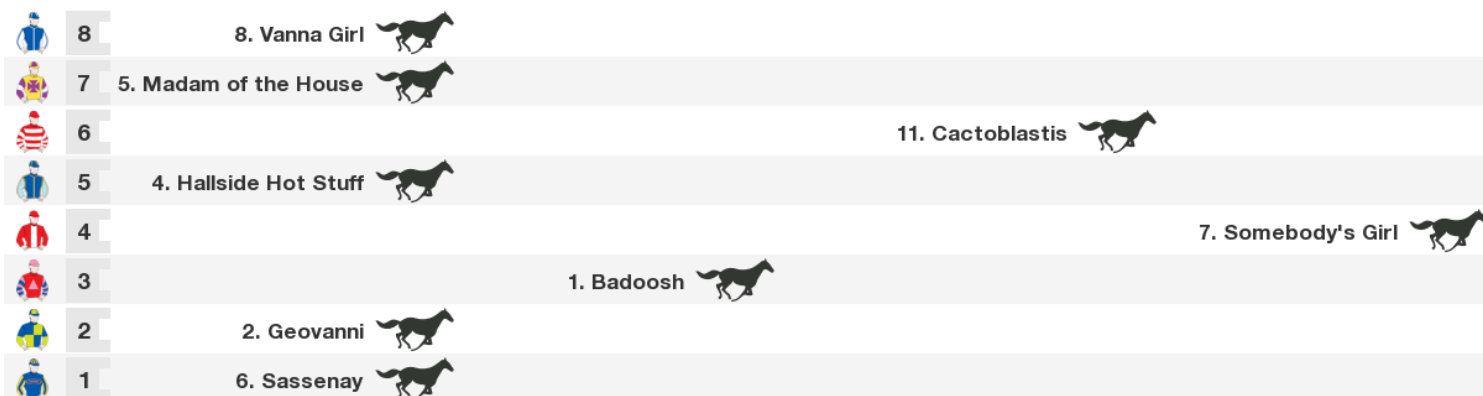 8 8. Vanna Girl
7 5. Madam of the House
6 11. Cactoblastis
5 4. Hallside Hot Stuff
4 7. Somebody's Girl
3 1. Badoosh
2 2. Geovanni
1 6. Sassenay